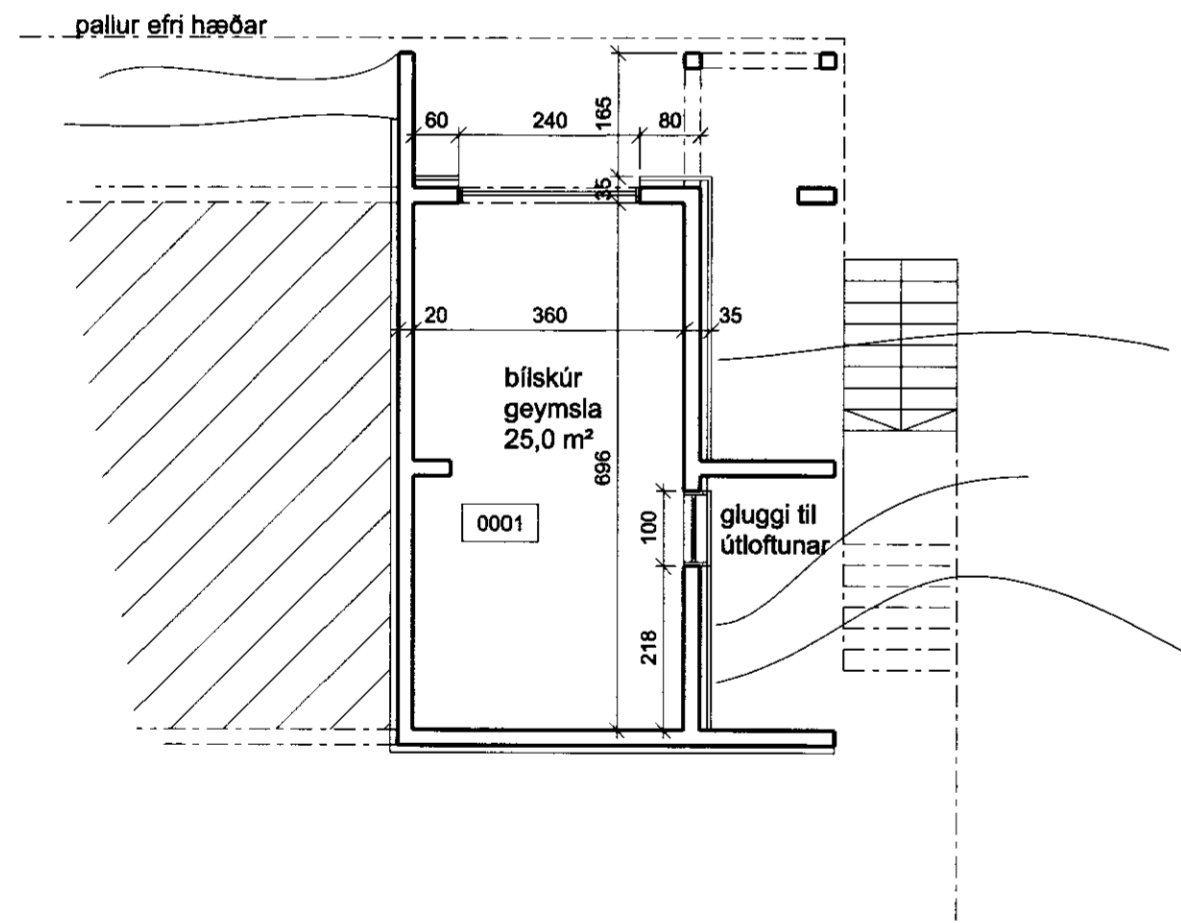 pallur efri hæðar
60
240
165
80
35
20
360
35
bílskúr
geymsla
25,0 m²
696
0001
100
gluggi til
útloftunar
218